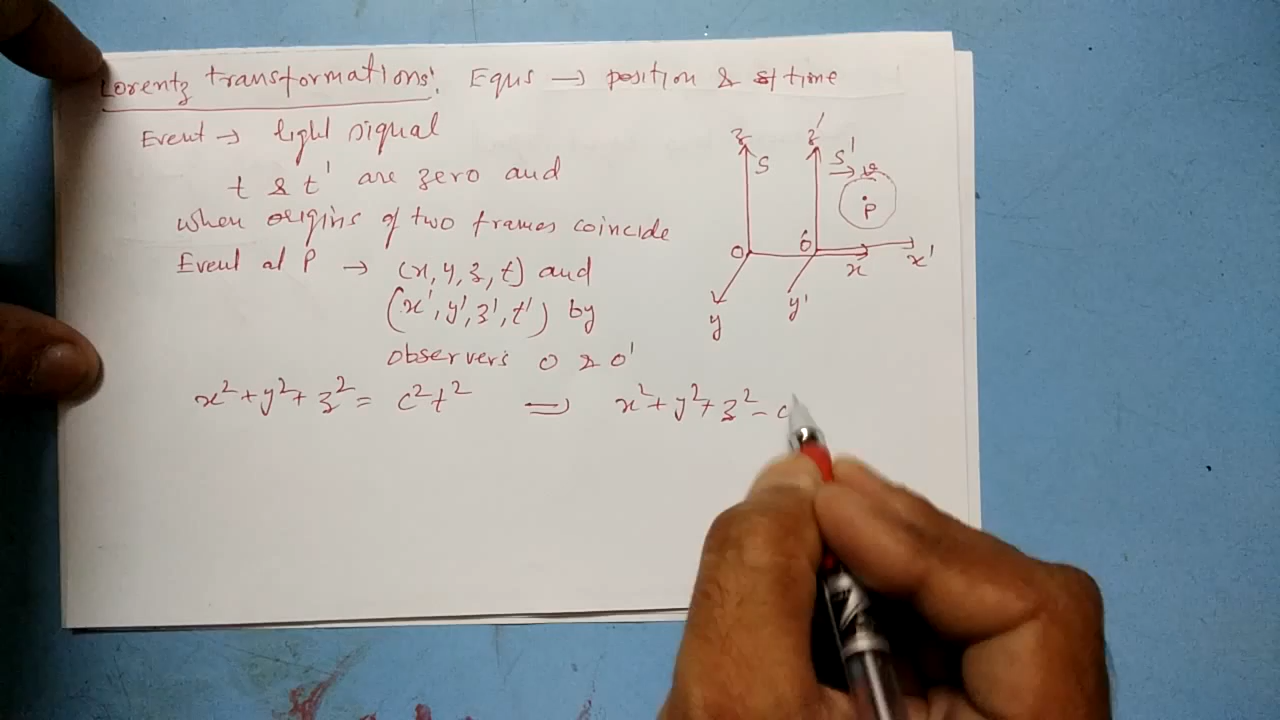 Lorentz transformations: Equs → position & time
Event → light signal
t & t' are zero and
when origins of two frames coincide
Event at P → (x, y, z, t) and
(x', y', z', t') by
observers O & O'
x² + y² + z² = c²t² ⇒ x² + y² + z² - c
z z'
S S' → v
P
O O'
x x'
y y'